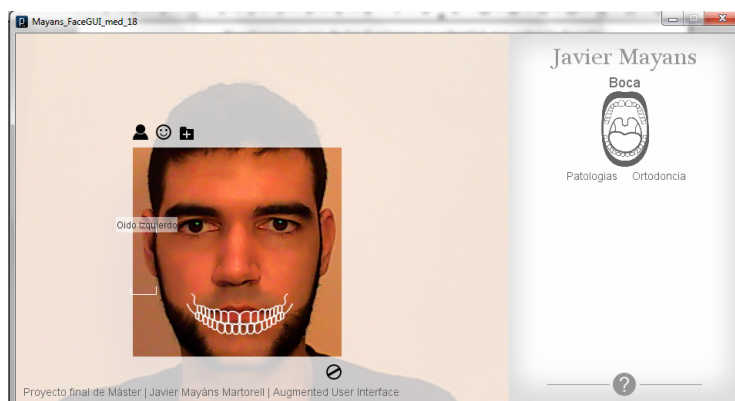 Mayans_FaceGUI_med_18
Javier Mayans
Boca
Patologias Ortodoncia
Oido Izquierdo
?
Proyecto final de Máster | Javier Mayáns Martorell | Augmented User Interface